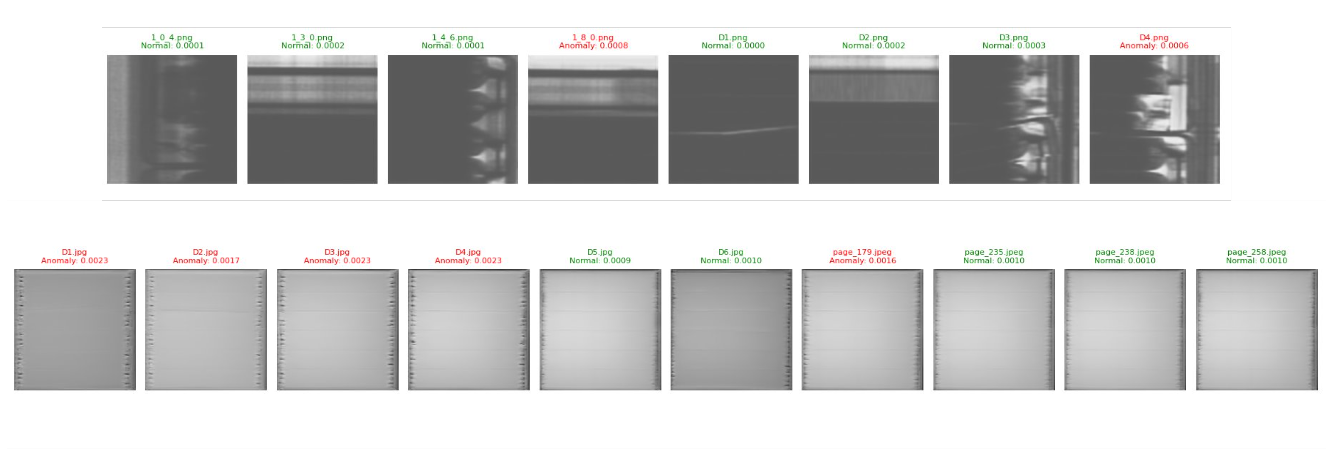 1_0_4.png
Normal: 0.0001
1_3_0.png
Normal: 0.0002
1_4_6.png
Normal: 0.0001
1_8_0.png
Anomaly: 0.0008
D1.png
Normal: 0.0000
D2.png
Normal: 0.0002
D3.png
Normal: 0.0003
D4.png
Anomaly: 0.0006
D1.jpg
Anomaly: 0.0023
D2.jpg
Anomaly: 0.0017
D3.jpg
Anomaly: 0.0023
D4.jpg
Anomaly: 0.0023
D5.jpg
Normal: 0.0009
D6.jpg
Normal: 0.0010
page_179.jpeg
Anomaly: 0.0016
page_235.jpeg
Normal: 0.0010
page_238.jpeg
Normal: 0.0010
page_258.jpeg
Normal: 0.0010